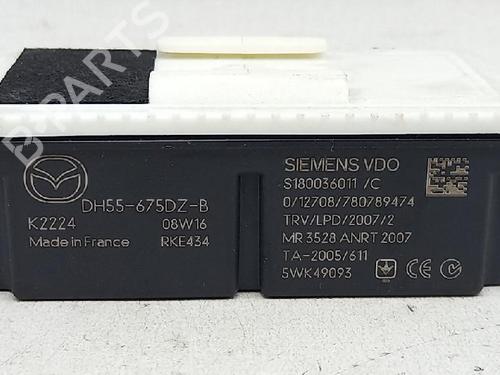 DH55-675DZ-B
K2224 08W16
Made in France RKE434
SIEMENS VDO
S180036011 /C
0/12708/780789474
TRV/LPD/2007/2
MR 3528 ANRT 2007
TA-2005/611
5WK49093
B-PARTS